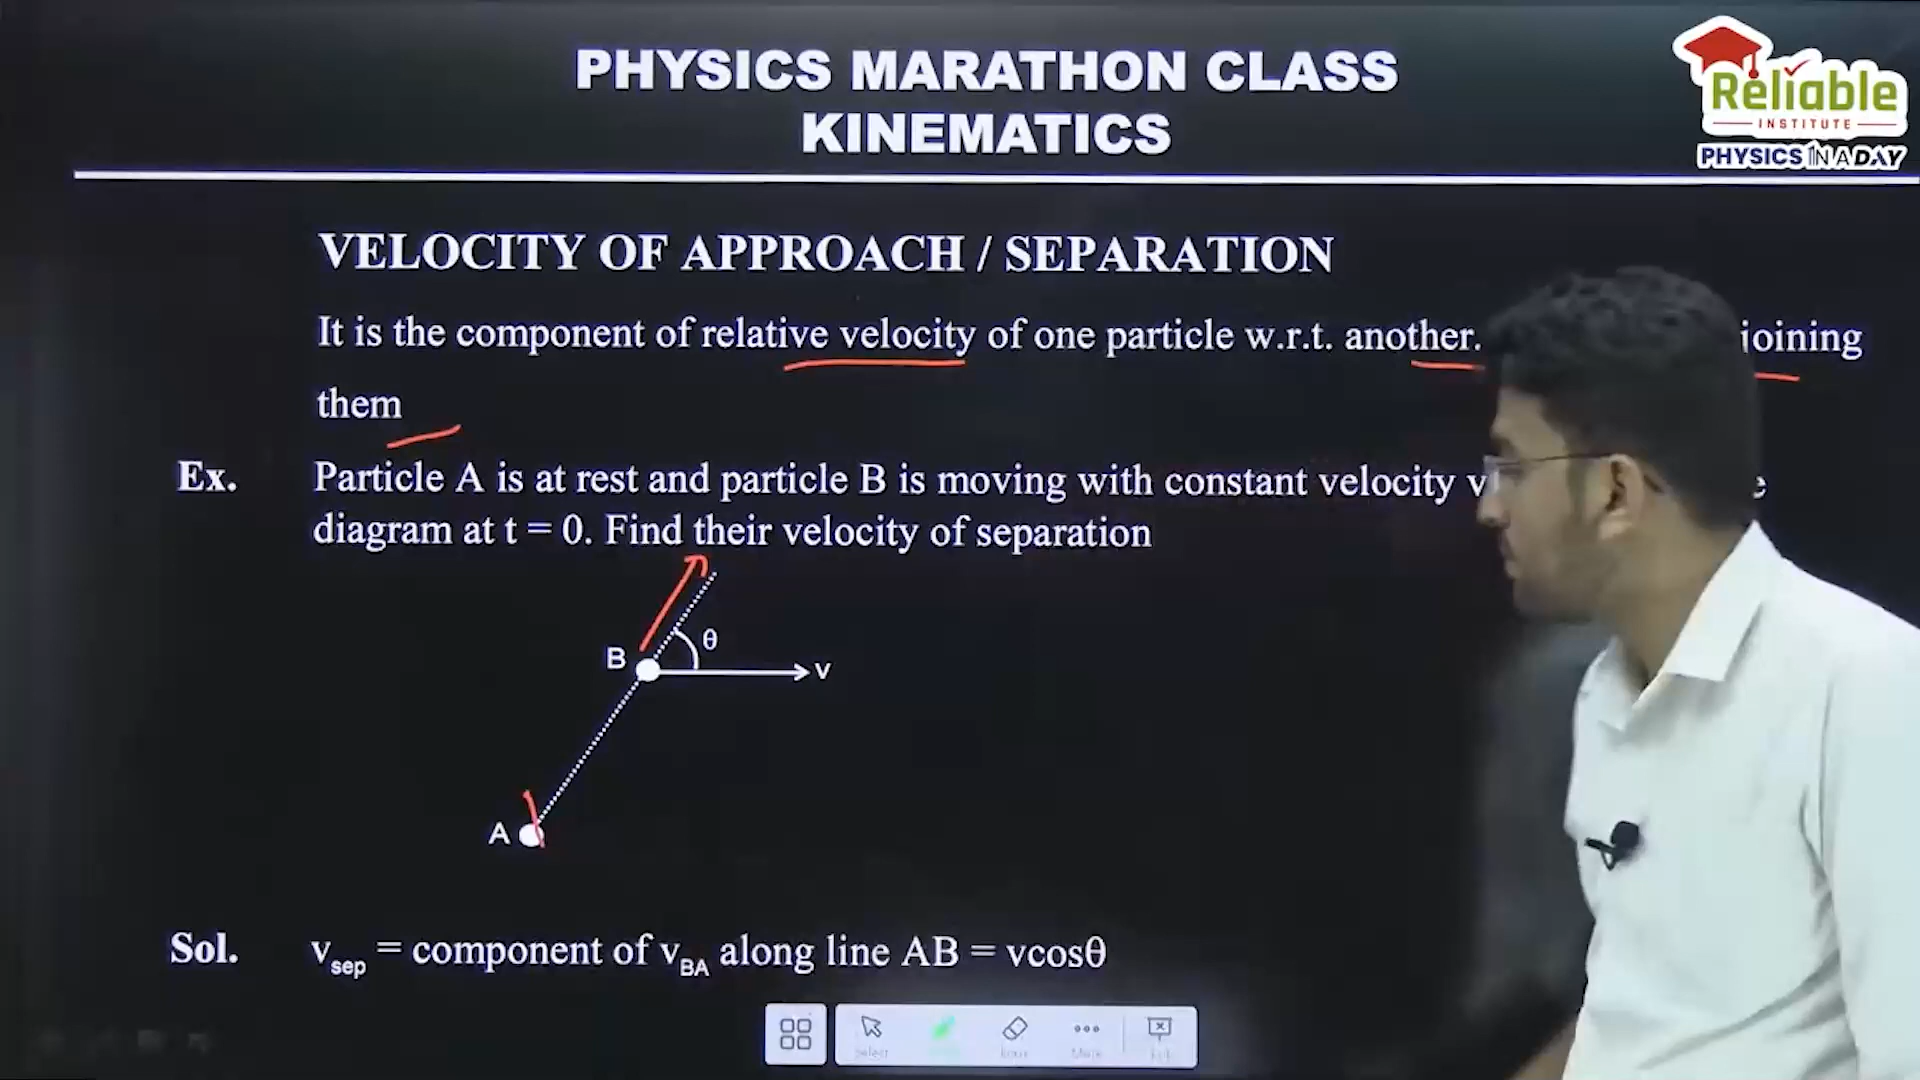 PHYSICS MARATHON CLASS
KINEMATICS
Reliable
INSTITUTE
PHYSICS IN A DAY
VELOCITY OF APPROACH / SEPARATION
It is the component of relative velocity of one particle w.r.t. another. joining
them
Ex. Particle A is at rest and particle B is moving with constant velocity v
diagram at t = 0. Find their velocity of separation
θ
B
v
A
Sol. vsep = component of vBA along line AB = vcosθ
Select
More